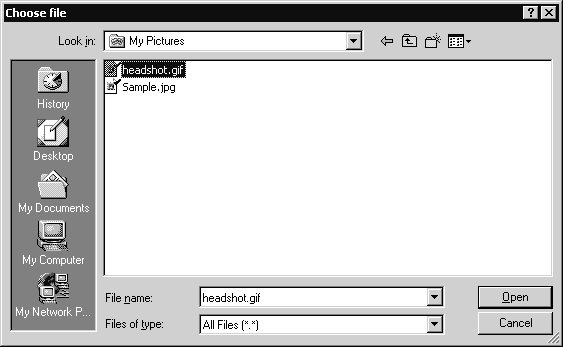 Choose file
Look in:
My Pictures
headshot.gif
Sample.jpg
History
Desktop
My Documents
My Computer
My Network P...
File name:
headshot.gif
Open
Files of type:
All Files (*.*)
Cancel